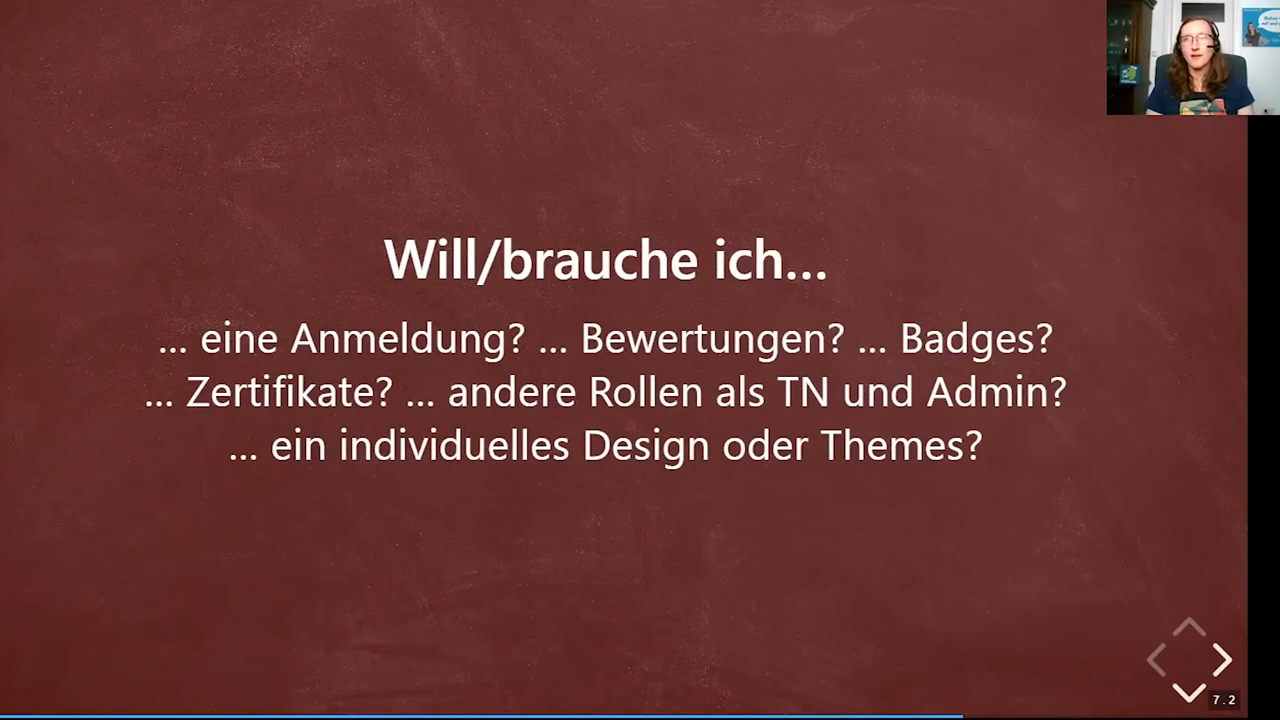 Will/brauche ich...
... eine Anmeldung? ... Bewertungen? ... Badges?
... Zertifikate? ... andere Rollen als TN und Admin?
... ein individuelles Design oder Themes?
7.2